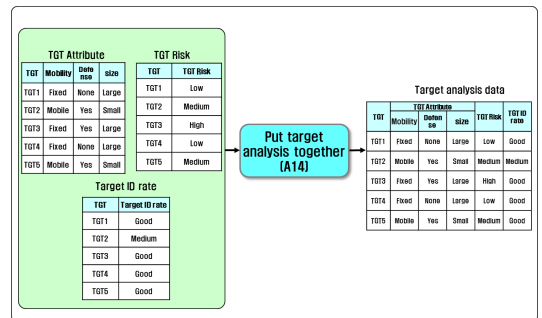 TGT Attribute
TGT Mobility Defe size
nse
TGT1 Fixed None Large
TGT2 Mobile Yes Small
TGT3 Fixed Yes Large
TGT4 Fixed None Large
TGT5 Mobile Yes Small
TGT Risk
TGT TGT Risk
TGT1 Low
TGT2 Medium
TGT3 High
TGT4 Low
TGT5 Medium
Target ID rate
TGT Target ID rate
TGT1 Good
TGT2 Medium
TGT3 Good
TGT4 Good
TGT5 Good
Put target
analysis together
(A14)
Target analysis data
TGT TGT Attribute TGT Risk TGT ID
rate
Mobility Defen size
se
TGT1 Fixed None Large Low Good
TGT2 Mobile Yes Small Medium Medium
TGT3 Fixed Yes Large High Good
TGT4 Fixed None Large Low Good
TGT5 Mobile Yes Small Medium Good